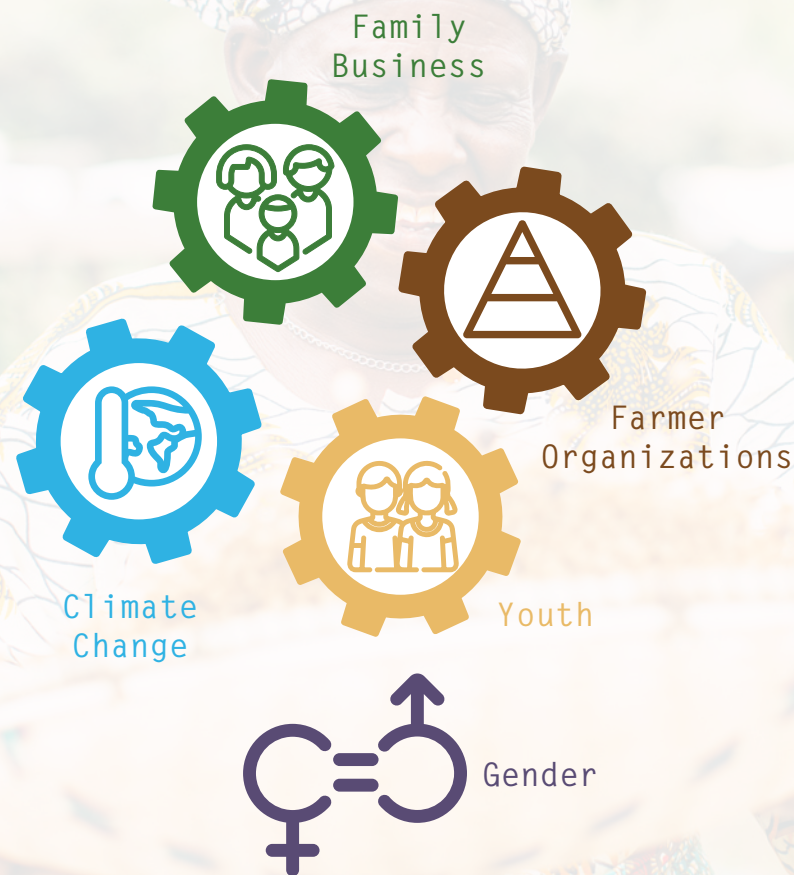 Family
Business
Farmer
Organizations
Climate
Change
Youth
Gender